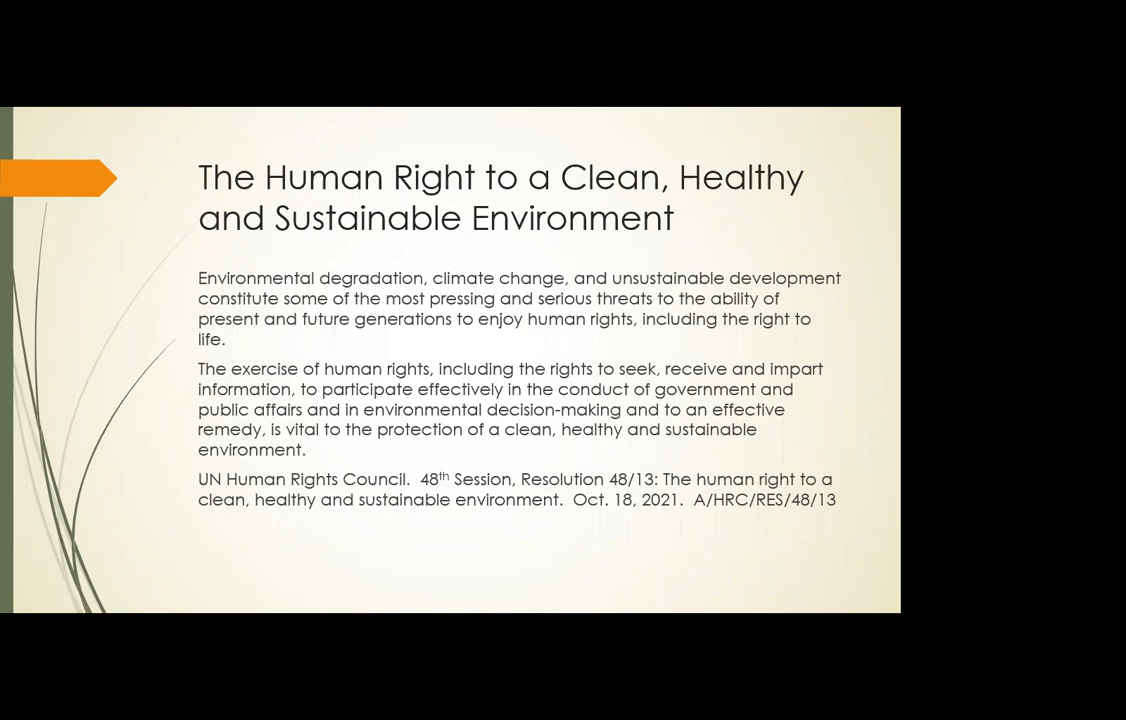 The Human Right to a Clean, Healthy
and Sustainable Environment
Environmental degradation, climate change, and unsustainable development
constitute some of the most pressing and serious threats to the ability of
present and future generations to enjoy human rights, including the right to
life.
The exercise of human rights, including the rights to seek, receive and impart
information, to participate effectively in the conduct of government and
public affairs and in environmental decision-making and to an effective
remedy, is vital to the protection of a clean, healthy and sustainable
environment.
UN Human Rights Council.  48th Session, Resolution 48/13: The human right to a
clean, healthy and sustainable environment.  Oct. 18, 2021.  A/HRC/RES/48/13